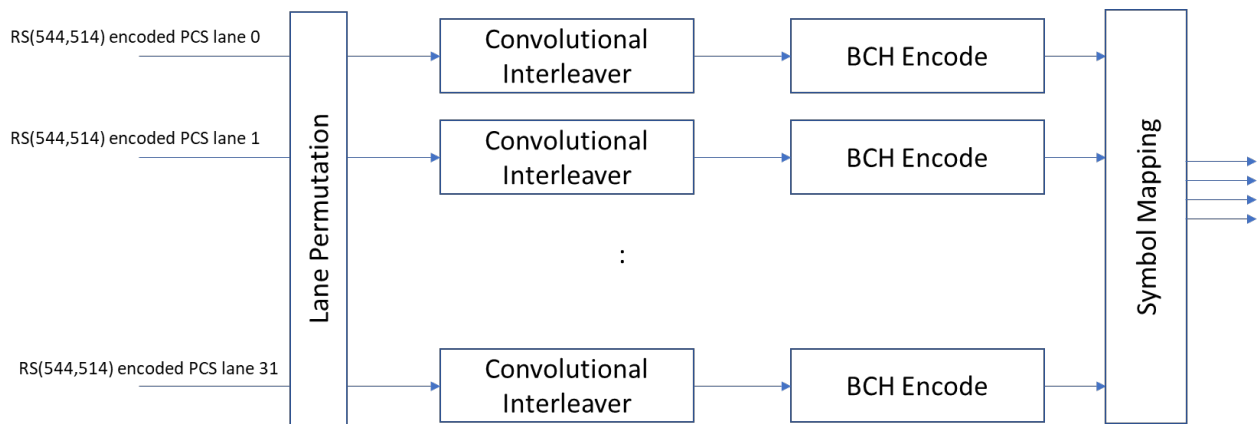 RS(544,514) encoded PCS lane 0
RS(544,514) encoded PCS lane 1
RS(544,514) encoded PCS lane 31
Lane Permutation
Convolutional
Interleaver
BCH Encode
Convolutional
Interleaver
BCH Encode
:
Convolutional
Interleaver
BCH Encode
Symbol Mapping